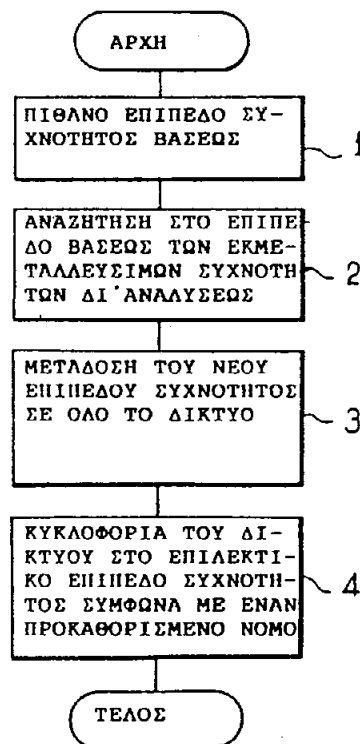 ΑΡΧΗ
ΠΙΘΑΝΟ ΕΠΙΠΕΔΟ ΣΥ-
ΧΝΟΤΗΤΟΣ ΒΑΣΕΩΣ
1
ΑΝΑΖΗΤΗΣΗ ΣΤΟ ΕΠΙΠΕ-
ΔΟ ΒΑΣΕΩΣ ΤΩΝ ΕΚΜΕ-
ΤΑΛΛΕΥΣΙΜΩΝ ΣΥΧΝΟΤΗ
ΤΩΝ ΔΙ'ΑΝΑΛΥΣΕΩΣ
2
ΜΕΤΑΔΟΣΗ ΤΟΥ ΝΕΟΥ
ΕΠΙΠΕΔΟΥ ΣΥΧΝΟΤΗΤΟΣ
ΣΕ ΟΛΟ ΤΟ ΔΙΚΤΥΟ
3
ΚΥΚΛΟΦΟΡΙΑ ΤΟΥ ΔΙ-
ΚΤΥΟΥ ΣΤΟ ΕΠΙΛΕΚΤΙ-
ΚΟ ΕΠΙΠΕΔΟ ΣΥΧΝΟΤΗ-
ΤΟΣ ΣΥΜΦΩΝΑ ΜΕ ΕΝΑΝ
ΠΡΟΚΑΘΟΡΙΣΜΕΝΟ ΝΟΜΟ
4
ΤΕΛΟΣ